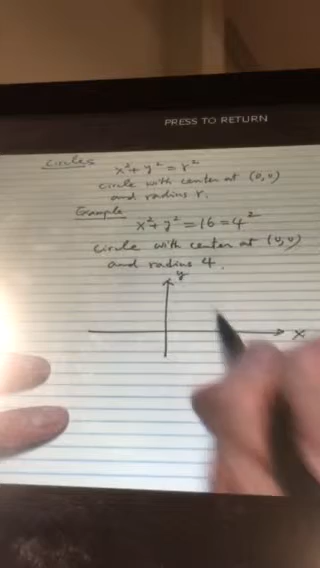 PRESS TO RETURN
Circles
x² + y² = r²
circle with center at (0,0)
and radius r.
Example
x² + y² = 16 = 4²
circle with center at (0,0)
and radius 4.
y
x